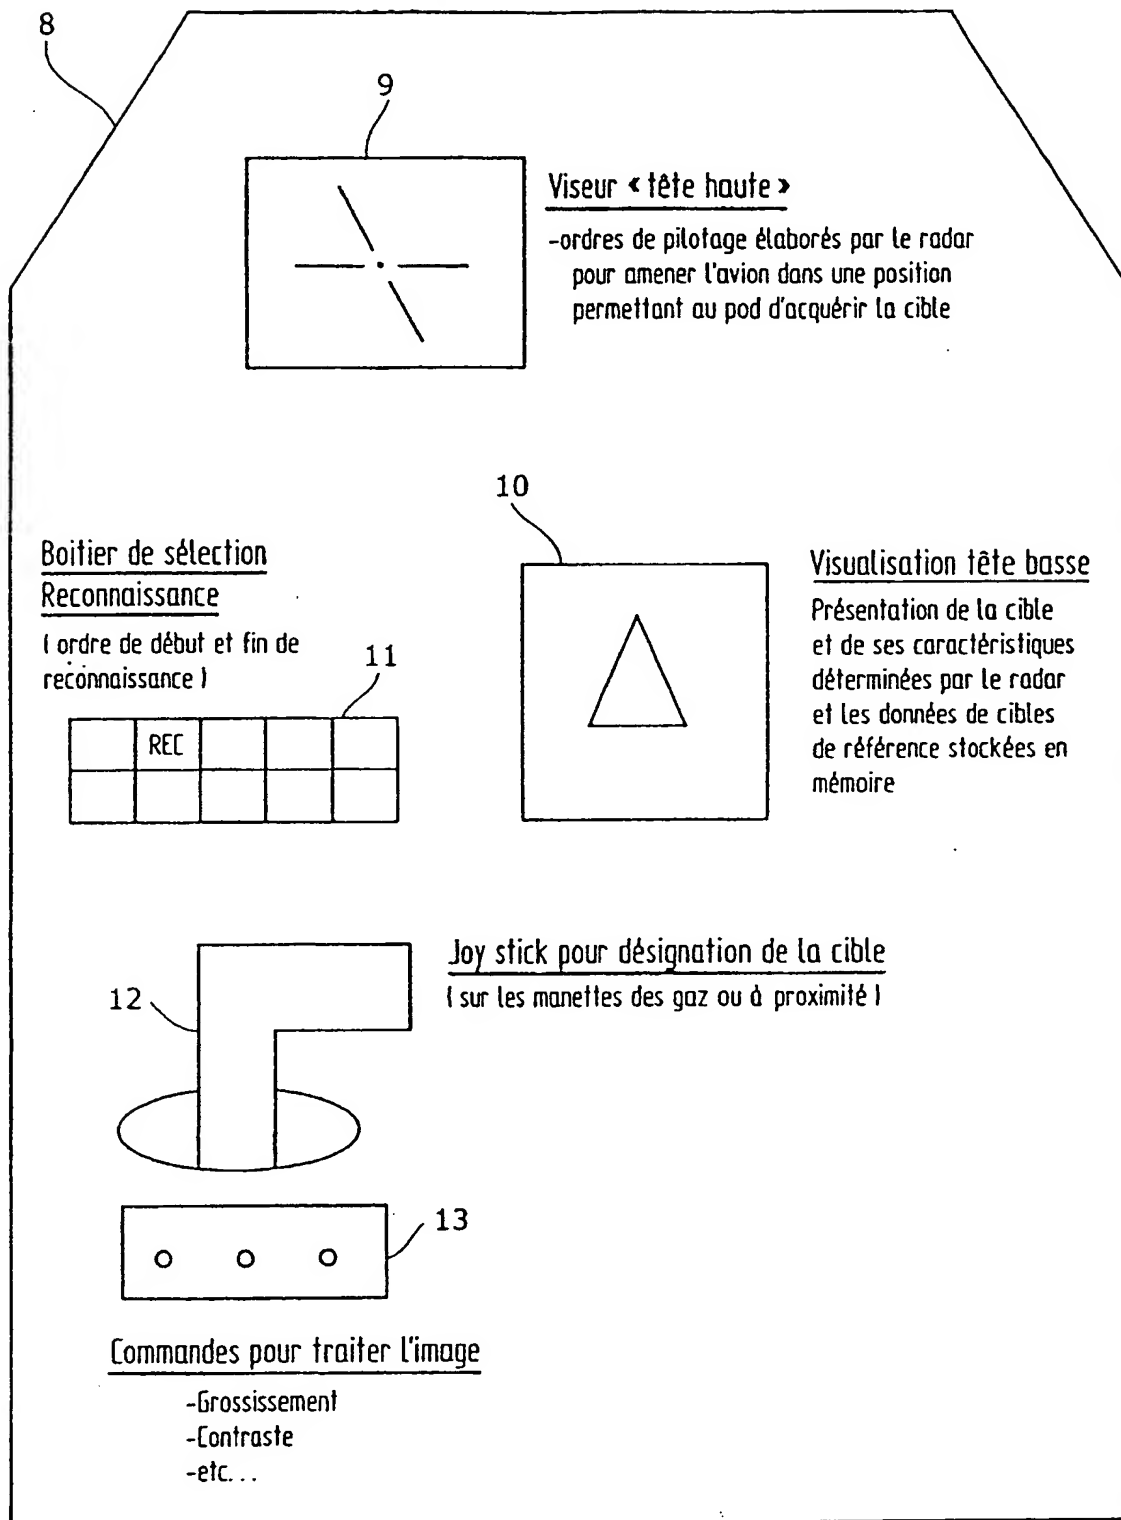 8
9
Viseur « tête haute »
-ordres de pilotage élaborés par le radar
pour amener l'avion dans une position
permettant au pod d'acquérir la cible
10
Boitier de sélection
Reconnaissance
( ordre de début et fin de
reconnaissance )
11
REC
Visualisation tête basse
Présentation de la cible
et de ses caractéristiques
déterminées par le radar
et les données de cibles
de référence stockées en
mémoire
12
Joy stick pour désignation de la cible
( sur les manettes des gaz ou à proximité )
13
Commandes pour traiter l'image
-Grossissement
-Contraste
-etc...